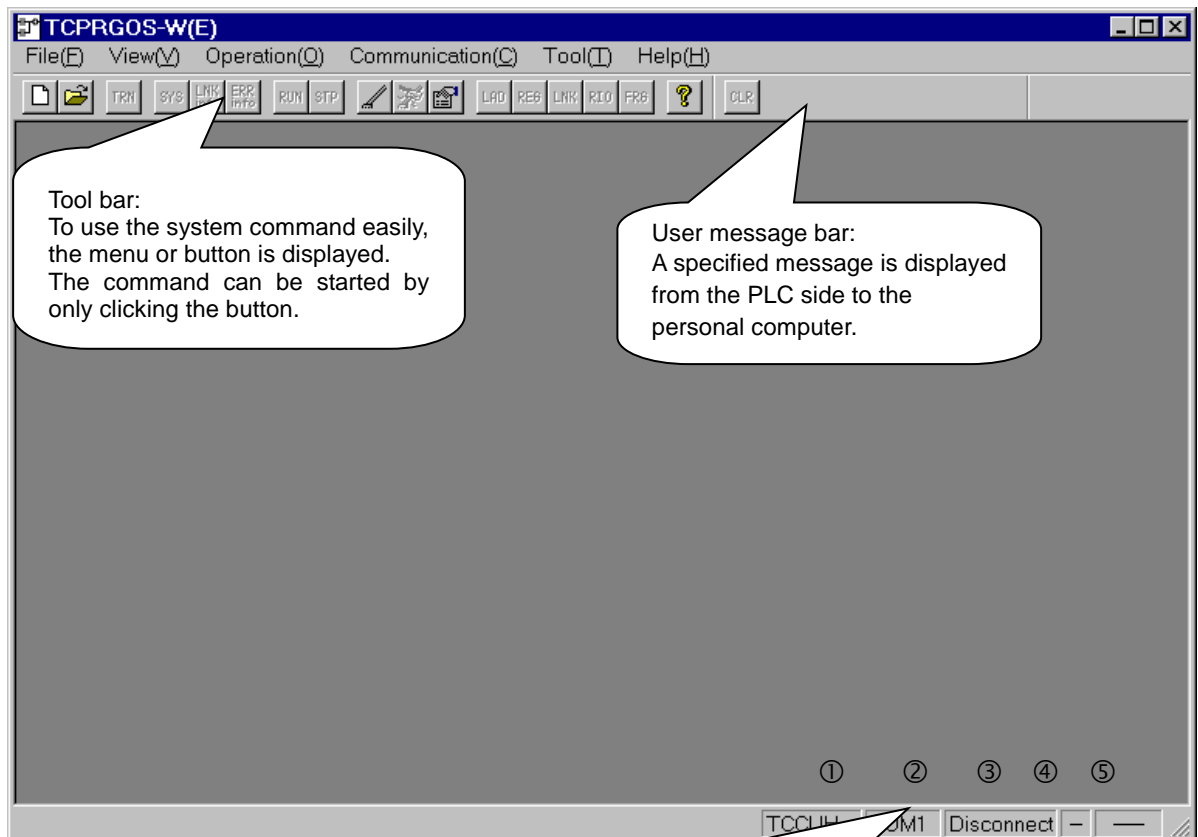 TCPRGOS-W(E)
File(F) View(V) Operation(O) Communication(C) Tool(T) Help(H)
TRN SYS LNK ERR info RUN STP LAD REG LNK RIO FRG ? CLR
Tool bar:
To use the system command easily,
the menu or button is displayed.
The command can be started by
only clicking the button.
User message bar:
A specified message is displayed
from the PLC side to the
personal computer.
① ② ③ ④ ⑤
Disconnect – —